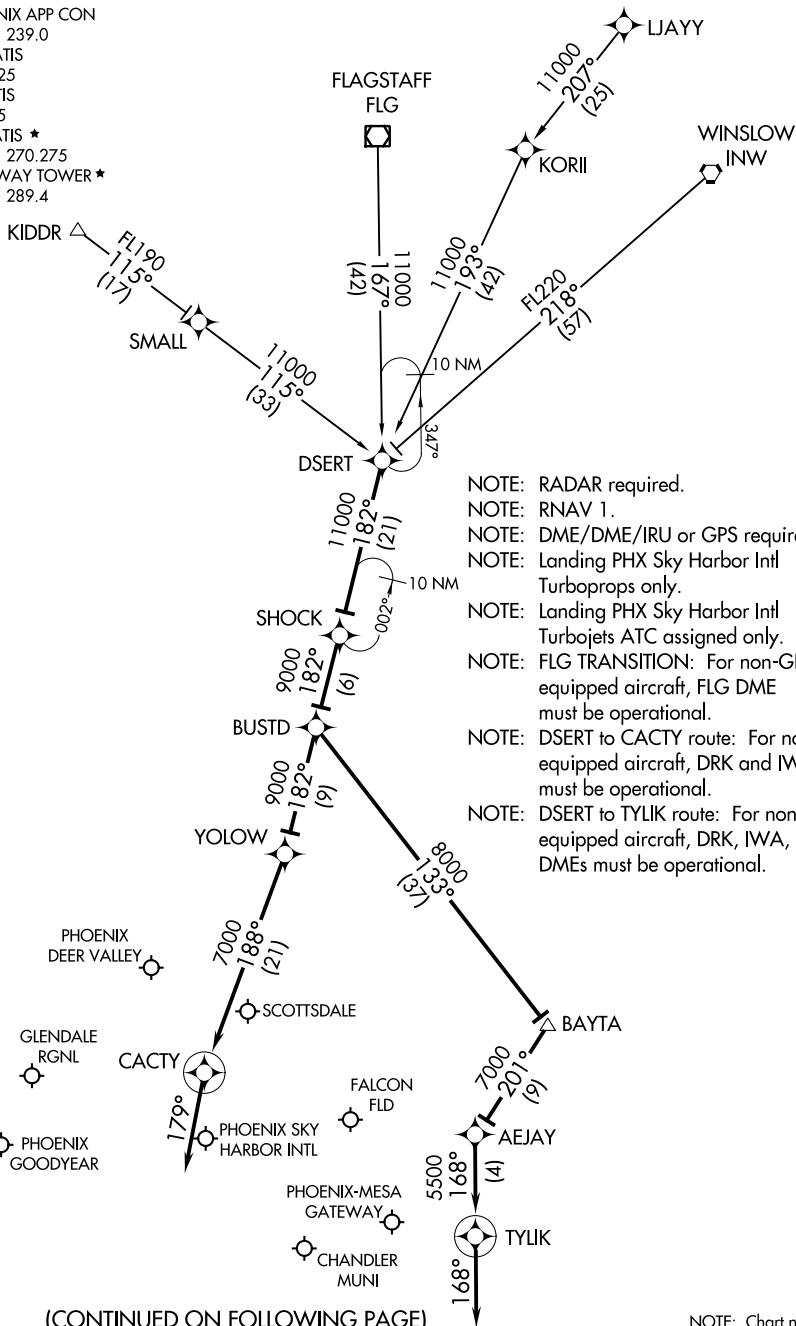 NIX APP CON
239.0
ATIS
25
TIS
5
ATIS ★
270.275
WAY TOWER ★
289.4
LJAYY
11000
207°
(25)
FLAGSTAFF
FLG
KORII
WINSLOW
INW
KIDDR
FL190
115°
(17)
SMALL
11000
115°
(33)
11000
167°
(42)
11000
193°
(42)
FL220
218°
(57)
10 NM
347°
DSERT
11000
182°
(21)
10 NM
002°
SHOCK
9000
182°
(6)
BUSTD
NOTE: RADAR required.
NOTE: RNAV 1.
NOTE: DME/DME/IRU or GPS requir
NOTE: Landing PHX Sky Harbor Intl
Turboprops only.
NOTE: Landing PHX Sky Harbor Intl
Turbojets ATC assigned only.
NOTE: FLG TRANSITION: For non-G
equipped aircraft, FLG DME
must be operational.
NOTE: DSERT to CACTY route: For no
equipped aircraft, DRK and IW
must be operational.
NOTE: DSERT to TYLIK route: For non
equipped aircraft, DRK, IWA,
DMEs must be operational.
9000
182°
(9)
YOLOW
8000
133°
(37)
7000
188°
(21)
PHOENIX
DEER VALLEY
SCOTTSDALE
BAYTA
GLENDALE
RGNL
CACTY
7000
201°
(9)
FALCON
FLD
179°
PHOENIX SKY
HARBOR INTL
AEJAY
PHOENIX
GOODYEAR
5500
168°
(4)
PHOENIX-MESA
GATEWAY
TYLIK
CHANDLER
MUNI
168°
(CONTINUED ON FOLLOWING PAGE)
NOTE: Chart n